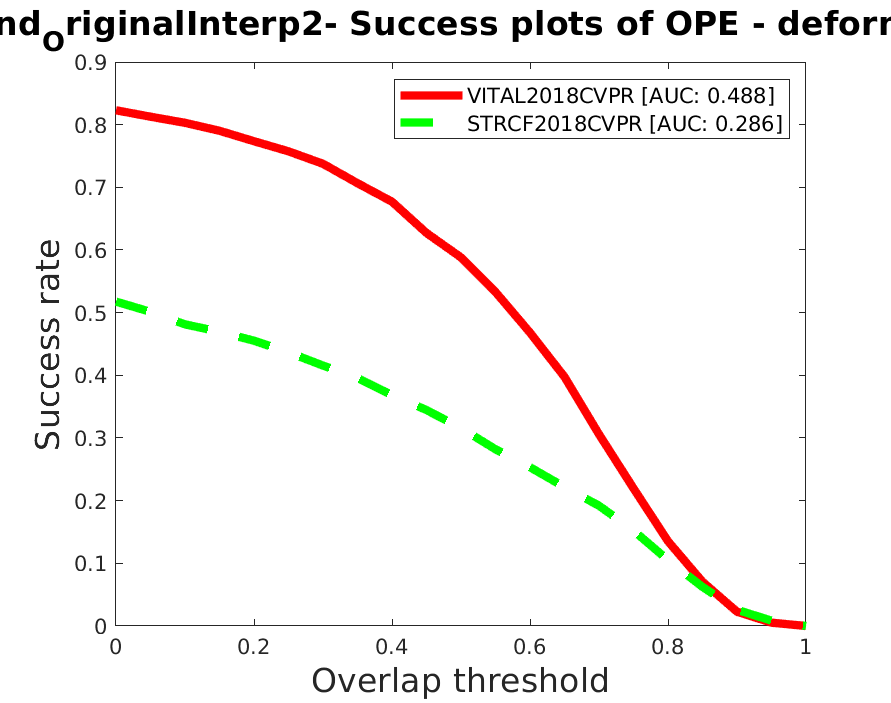 nd_OriginalInterp2- Success plots of OPE - deform
VITAL2018CVPR [AUC: 0.488]
STRCF2018CVPR [AUC: 0.286]
0.9
0.8
0.7
0.6
0.5
0.4
0.3
0.2
0.1
0
Success rate
0 0.2 0.4 0.6 0.8 1
Overlap threshold